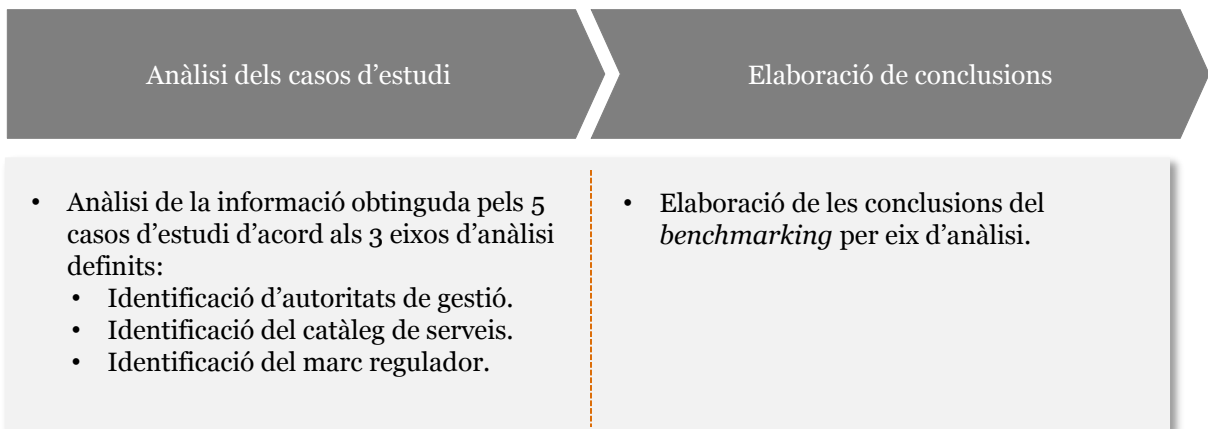 Anàlisi dels casos d'estudi
Elaboració de conclusions
• Anàlisi de la informació obtinguda pels 5
casos d'estudi d'acord als 3 eixos d'anàlisi
definits:
• Identificació d'autoritats de gestió.
• Identificació del catàleg de serveis.
• Identificació del marc regulador.
• Elaboració de les conclusions del
benchmarking per eix d'anàlisi.